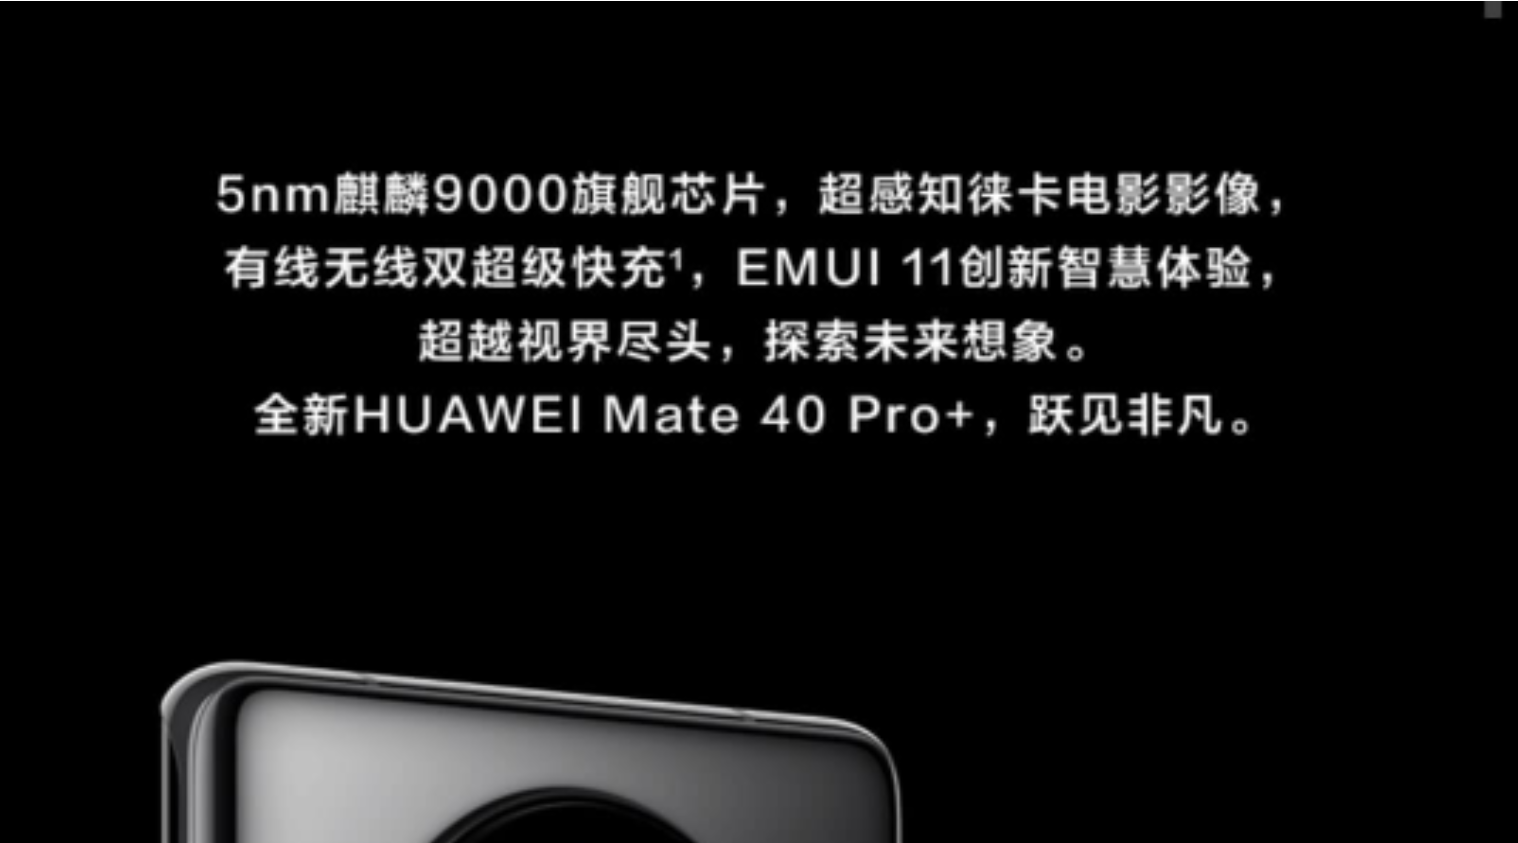 5nm麒麟9000旗舰芯片，超感知徕卡电影影像，
有线无线双超级快充¹，EMUI 11创新智慧体验，
超越视界尽头，探索未来想象。
全新HUAWEI Mate 40 Pro+，跃见非凡。